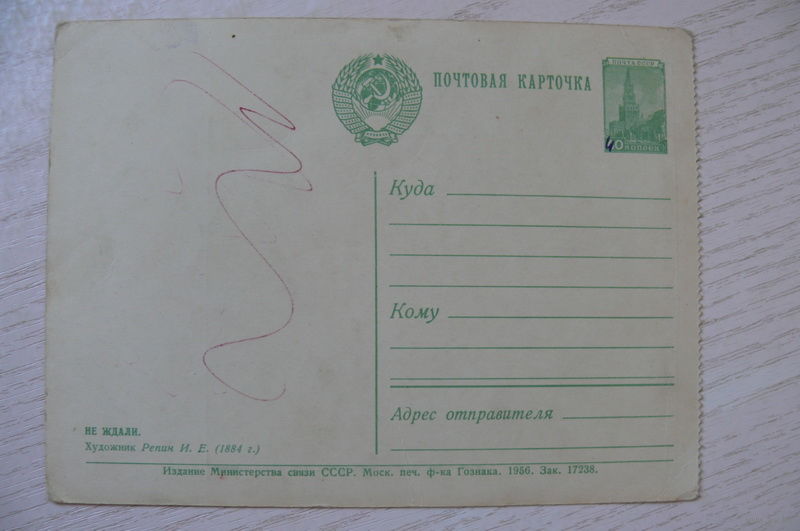 ПОЧТОВАЯ КАРТОЧКА
ПОЧТА СССР
40 КОПЕЕК
Куда
Кому
Адрес отправителя
НЕ ЖДАЛИ.
Художник Репин И. Е. (1884 г.)
Издание Министерства связи СССР. Моск. печ. ф-ка Гознака. 1956. Зак. 17238.